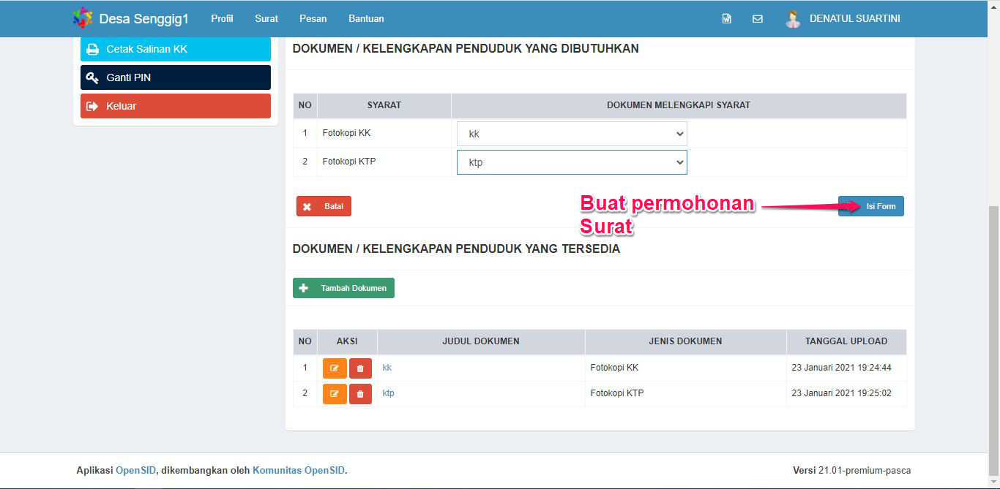 Desa Senggig1 Profil Surat Pesan Bantuan DENATUL SUARTINI
Cetak Salinan KK
Ganti PIN
Keluar
DOKUMEN / KELENGKAPAN PENDUDUK YANG DIBUTUHKAN
NO SYARAT DOKUMEN MELENGKAPI SYARAT
1 Fotokopi KK kk
2 Fotokopi KTP ktp
Batal
Buat permohonan
Surat
Isi Form
DOKUMEN / KELENGKAPAN PENDUDUK YANG TERSEDIA
Tambah Dokumen
NO AKSI JUDUL DOKUMEN JENIS DOKUMEN TANGGAL UPLOAD
1 kk Fotokopi KK 23 Januari 2021 19:24:44
2 ktp Fotokopi KTP 23 Januari 2021 19:25:02
Aplikasi OpenSID, dikembangkan oleh Komunitas OpenSID. Versi 21.01-premium-pasca